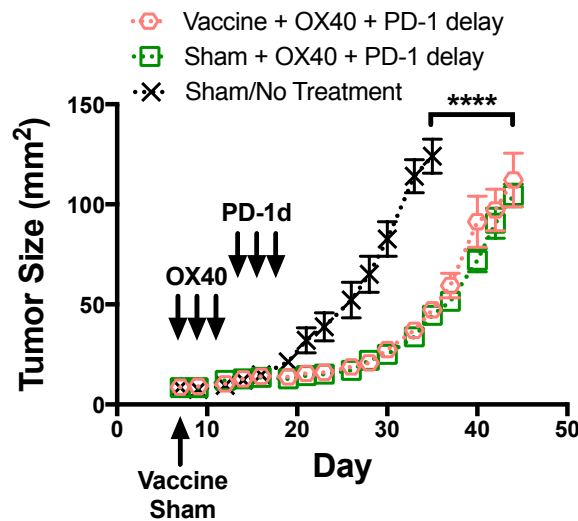 Vaccine + OX40 + PD-1 delay
Sham + OX40 + PD-1 delay
Sham/No Treatment
****
150
100
50
0
Tumor Size (mm²)
PD-1d
OX40
0
10
20
30
40
50
Day
Vaccine
Sham